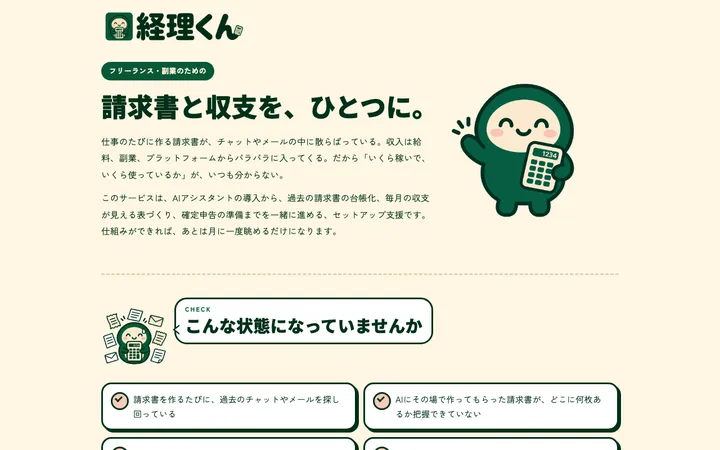 経理くん
フリーランス・副業のための
請求書と収支を、ひとつに。
仕事のたびに作る請求書が、チャットやメールの中に散らばっている。収入は給
料、副業、プラットフォームからバラバラに入ってくる。だから「いくら稼いで、
いくら使っているか」が、いつも分からない。
このサービスは、AIアシスタントの導入から、過去の請求書の台帳化、毎月の収支
が見える表づくり、確定申告の準備までを一緒に進める、セットアップ支援です。
仕組みができれば、あとは月に一度眺めるだけになります。
1234
CHECK
こんな状態になっていませんか
請求書を作るたびに、過去のチャットやメールを探し
回っている
AIにその場で作ってもらった請求書が、どこに何枚あ
るか把握できていない